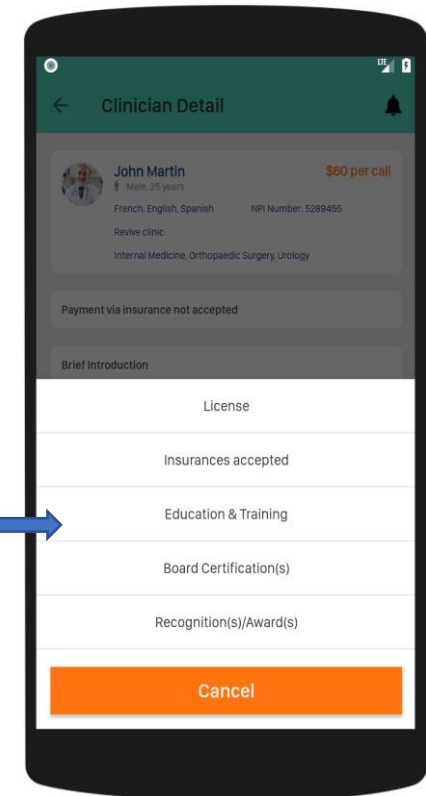 LTE
Clinician Detail
John Martin
$60 per call
Male, 25 years
French, English, Spanish
NPI Number: 5289455
Revive clinic
Internal Medicine, Orthopaedic Surgery, Urology
Payment via insurance not accepted
Brief Introduction
License
Insurances accepted
Education & Training
Board Certification(s)
Recognition(s)/Award(s)
Cancel